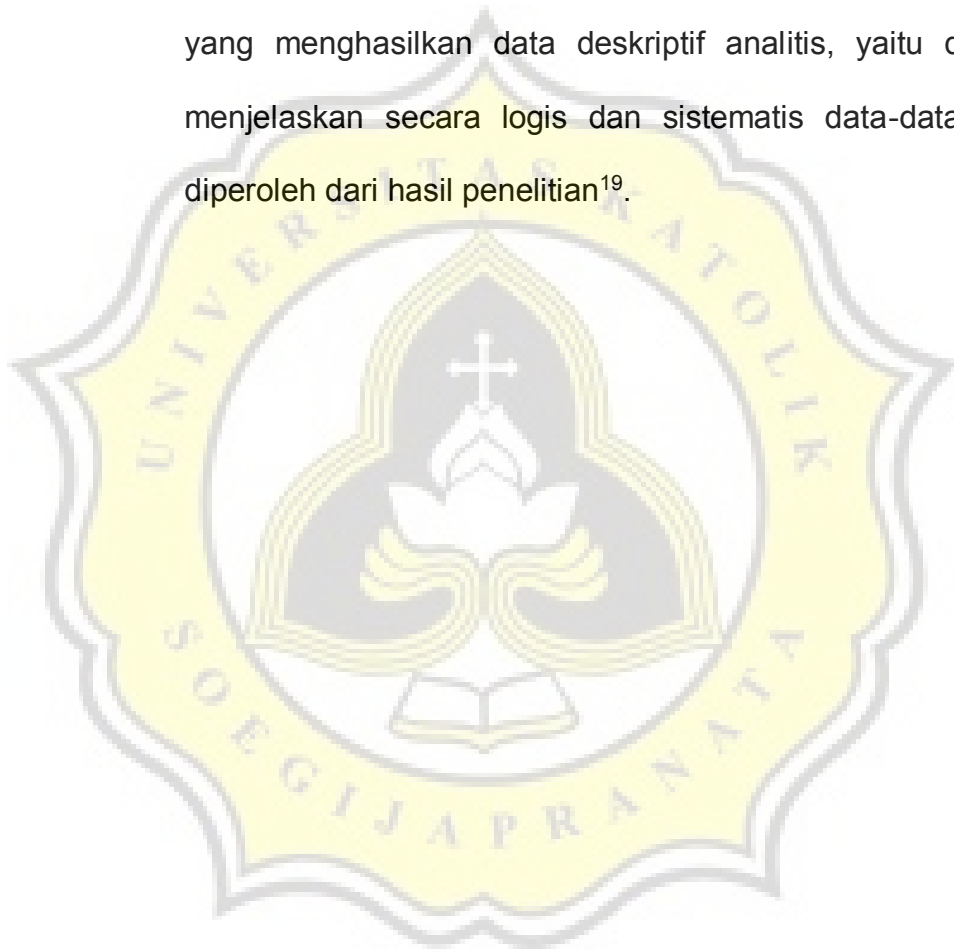 yang menghasilkan data deskriptif analitis, yaitu
menjelaskan secara logis dan sistematis data-data
diperoleh dari hasil penelitian¹⁹.
UNIVERSITAS KATOLIK
SOEGIJAPRANATA